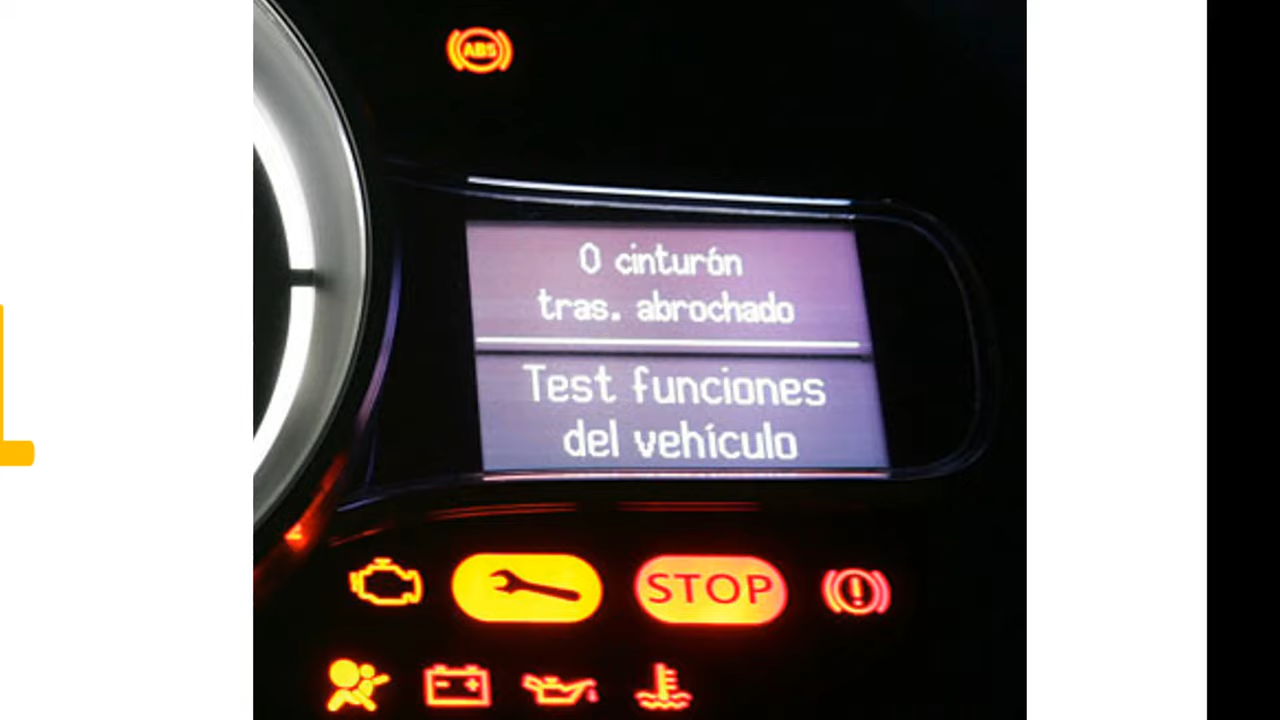 ABS
0 cinturón
tras. abrochado
Test funciones
del vehículo
STOP